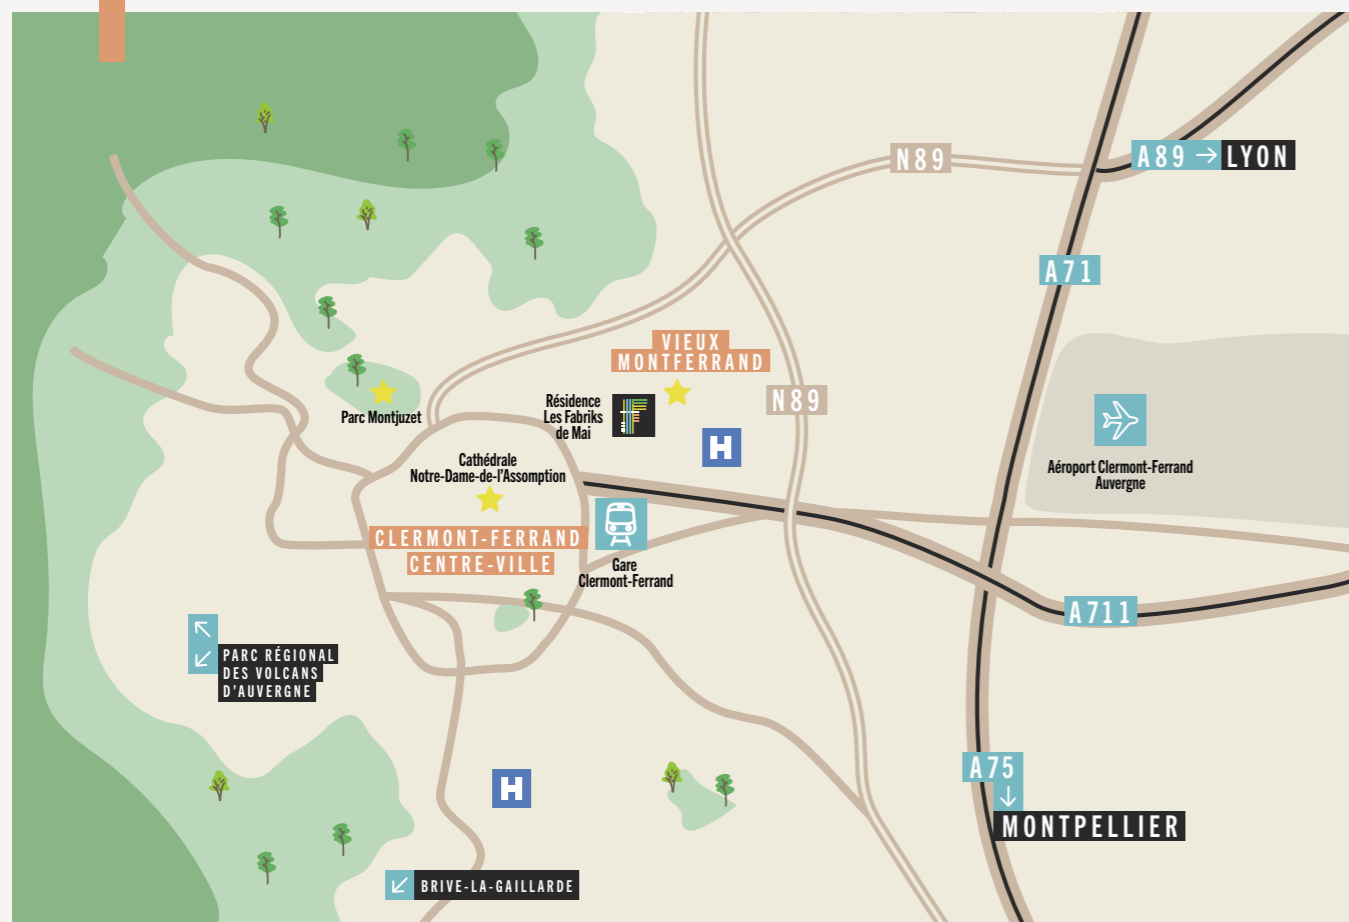 N89
A89 → LYON
A71
VIEUX
MONTFERRAND
N89
Résidence
Les Fabriks
de Mai
F
H
Parc Montjuzet
Cathédrale
Notre-Dame-de-l'Assomption
Aéroport Clermont-Ferrand
Auvergne
CLERMONT-FERRAND
CENTRE-VILLE
Gare
Clermont-Ferrand
A711
PARC RÉGIONAL
DES VOLCANS
D'AUVERGNE
A75
MONTPELLIER
H
BRIVE-LA-GAILLARDE